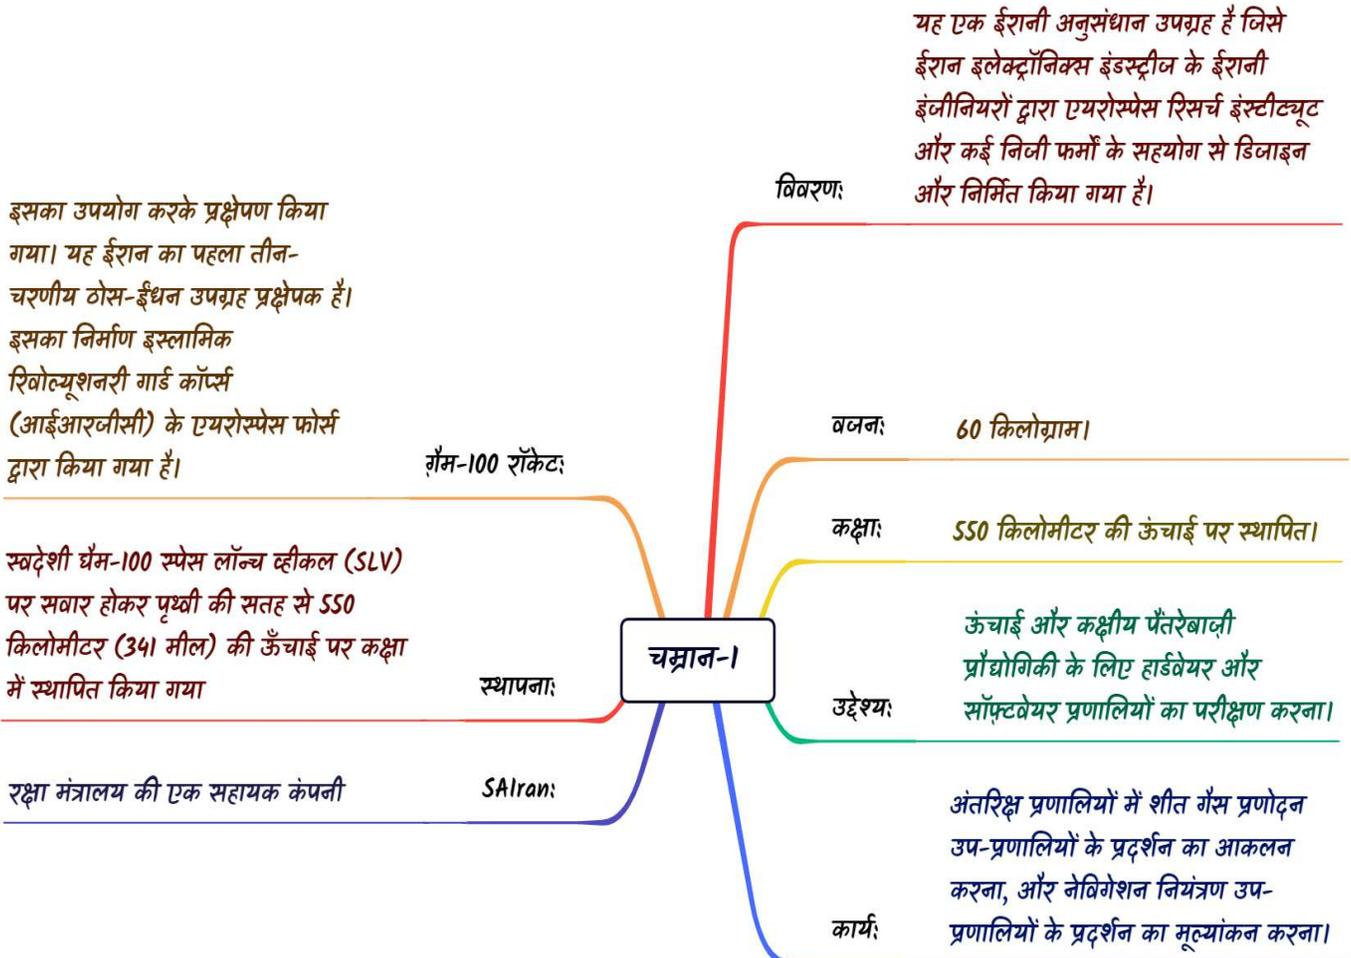 चम्रान-1
विवरण:
यह एक ईरानी अनुसंधान उपग्रह है जिसे
ईरान इलेक्ट्रॉनिक्स इंडस्ट्रीज के ईरानी
इंजीनियरों द्वारा एयरोस्पेस रिसर्च इंस्टीट्यूट
और कई निजी फर्मों के सहयोग से डिजाइन
और निर्मित किया गया है।
वजन:
60 किलोग्राम।
कक्षा:
550 किलोमीटर की ऊंचाई पर स्थापित।
उद्देश्य:
ऊंचाई और कक्षीय पैंतरेबाज़ी
प्रौद्योगिकी के लिए हार्डवेयर और
सॉफ़्टवेयर प्रणालियों का परीक्षण करना।
कार्य:
अंतरिक्ष प्रणालियों में शीत गैस प्रणोदन
उप-प्रणालियों के प्रदर्शन का आकलन
करना, और नेविगेशन नियंत्रण उप-
प्रणालियों के प्रदर्शन का मूल्यांकन करना।
ग़ैम-100 रॉकेट:
इसका उपयोग करके प्रक्षेपण किया
गया। यह ईरान का पहला तीन-
चरणीय ठोस-ईंधन उपग्रह प्रक्षेपक है।
इसका निर्माण इस्लामिक
रिवोल्यूशनरी गार्ड कॉर्प्स
(आईआरजीसी) के एयरोस्पेस फोर्स
द्वारा किया गया है।
स्थापना:
स्वदेशी घैम-100 स्पेस लॉन्च व्हीकल (SLV)
पर सवार होकर पृथ्वी की सतह से 550
किलोमीटर (341 मील) की ऊँचाई पर कक्षा
में स्थापित किया गया
SAIran:
रक्षा मंत्रालय की एक सहायक कंपनी